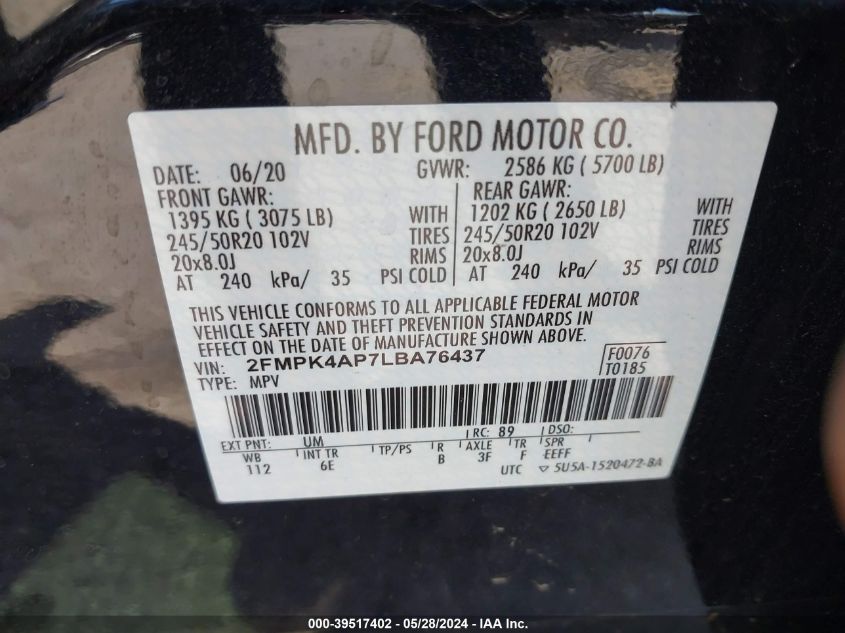 MFD. BY FORD MOTOR CO.
DATE: 06/20 GVWR: 2586 KG ( 5700 LB)
FRONT GAWR: REAR GAWR:
1395 KG ( 3075 LB) WITH 1202 KG ( 2650 LB) WITH
245/50R20 102V TIRES 245/50R20 102V TIRES
20x8.0J RIMS 20x8.0J RIMS
AT 240 kPa/ 35 PSI COLD AT 240 kPa/ 35 PSI COLD
THIS VEHICLE CONFORMS TO ALL APPLICABLE FEDERAL MOTOR
VEHICLE SAFETY AND THEFT PREVENTION STANDARDS IN
EFFECT ON THE DATE OF MANUFACTURE SHOWN ABOVE.
VIN: 2FMPK4AP7LBA76437 F0076
TYPE: MPV T0185
EXT PNT: UM RC: 89 DSO:
WB INT TR TP/PS R AXLE TR SPR
112 6E B 3F F EEFF
UTC ▽ 5U5A-1520472-BA
000-39517402 - 05/28/2024 - IAA Inc.